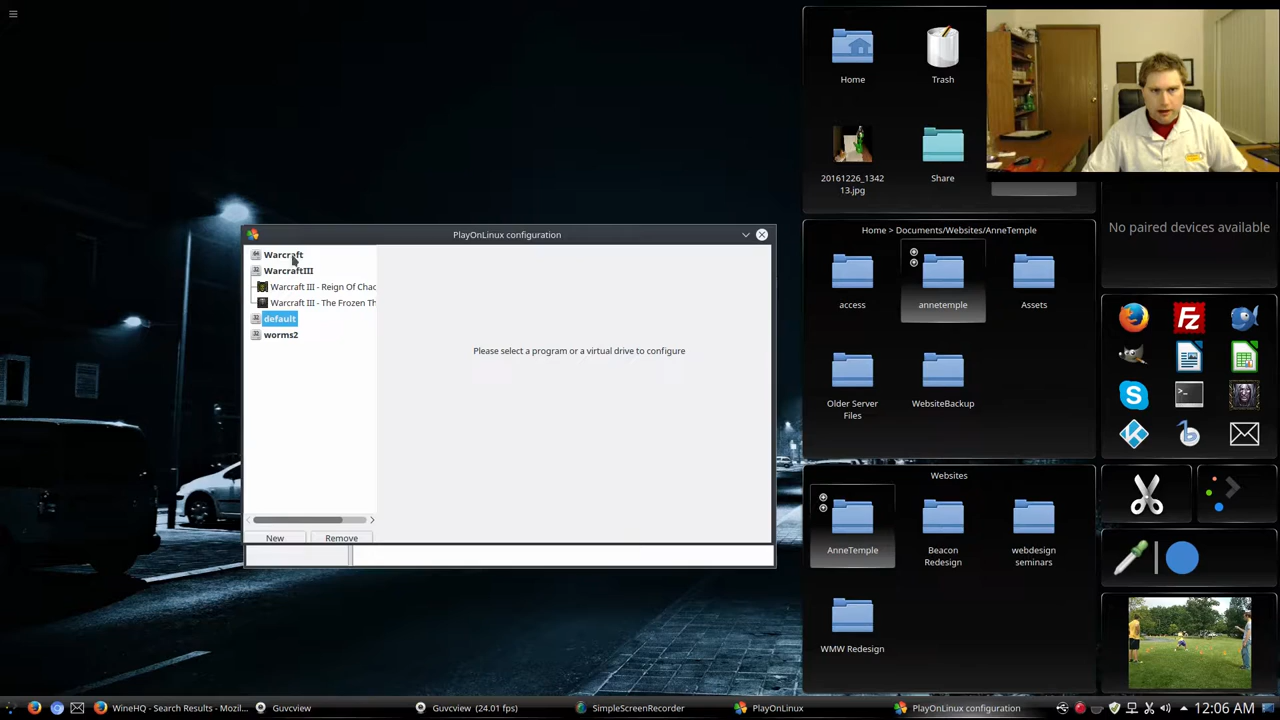 Home
Trash
20161226_1342
13.jpg
Share
No paired devices available
PlayOnLinux configuration
Warcraft
WarcraftIII
Warcraft III - Reign Of Chac
Warcraft III - The Frozen Th
default
worms2
Please select a program or a virtual drive to configure
New
Remove
Home > Documents/Websites/AnneTemple
access
annetemple
Assets
Older Server
Files
WebsiteBackup
Websites
AnneTemple
Beacon
Redesign
webdesign
seminars
WMW Redesign
WineHQ - Search Results - Mozil...
Guvcview
Guvcview (24.01 fps)
SimpleScreenRecorder
PlayOnLinux
PlayOnLinux configuration
12:06 AM